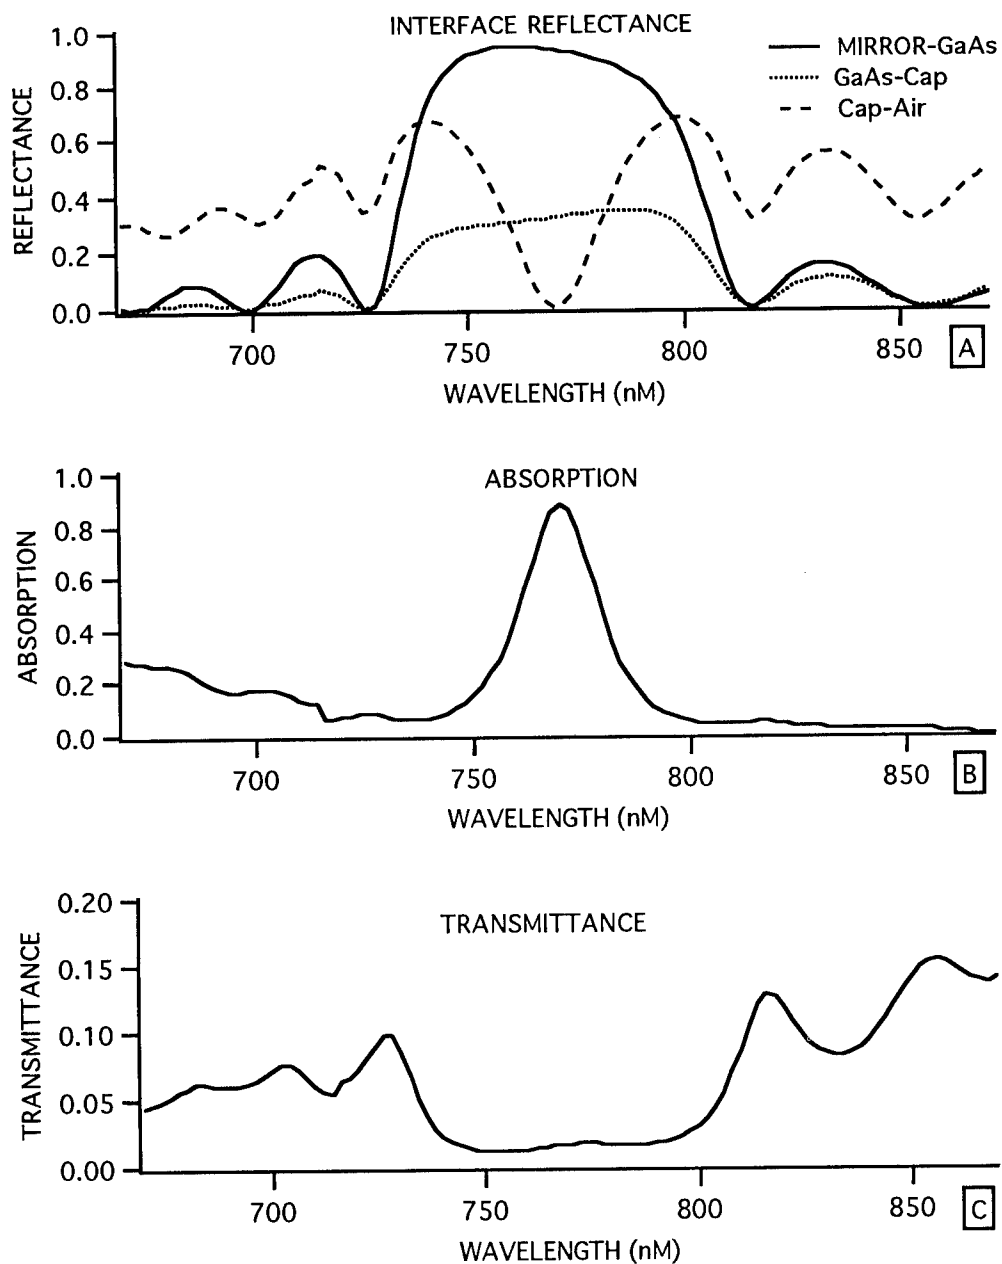 INTERFACE REFLECTANCE
MIRROR-GaAs
GaAs-Cap
Cap-Air
REFLECTANCE
1.0
0.8
0.6
0.4
0.2
0.0
700
750
800
850
A
WAVELENGTH (nM)
ABSORPTION
ABSORPTION
1.0
0.8
0.6
0.4
0.2
0.0
700
750
800
850
B
WAVELENGTH (nM)
TRANSMITTANCE
TRANSMITTANCE
0.20
0.15
0.10
0.05
0.00
700
750
800
850
C
WAVELENGTH (nM)